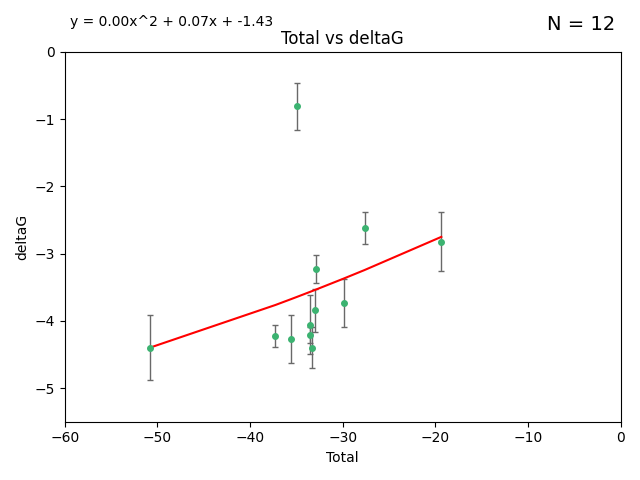 y = 0.00x^2 + 0.07x + -1.43
N = 12
Total vs deltaG
0
−1
−2
−3
−4
−5
deltaG
−60 −50 −40 −30 −20 −10 0
Total